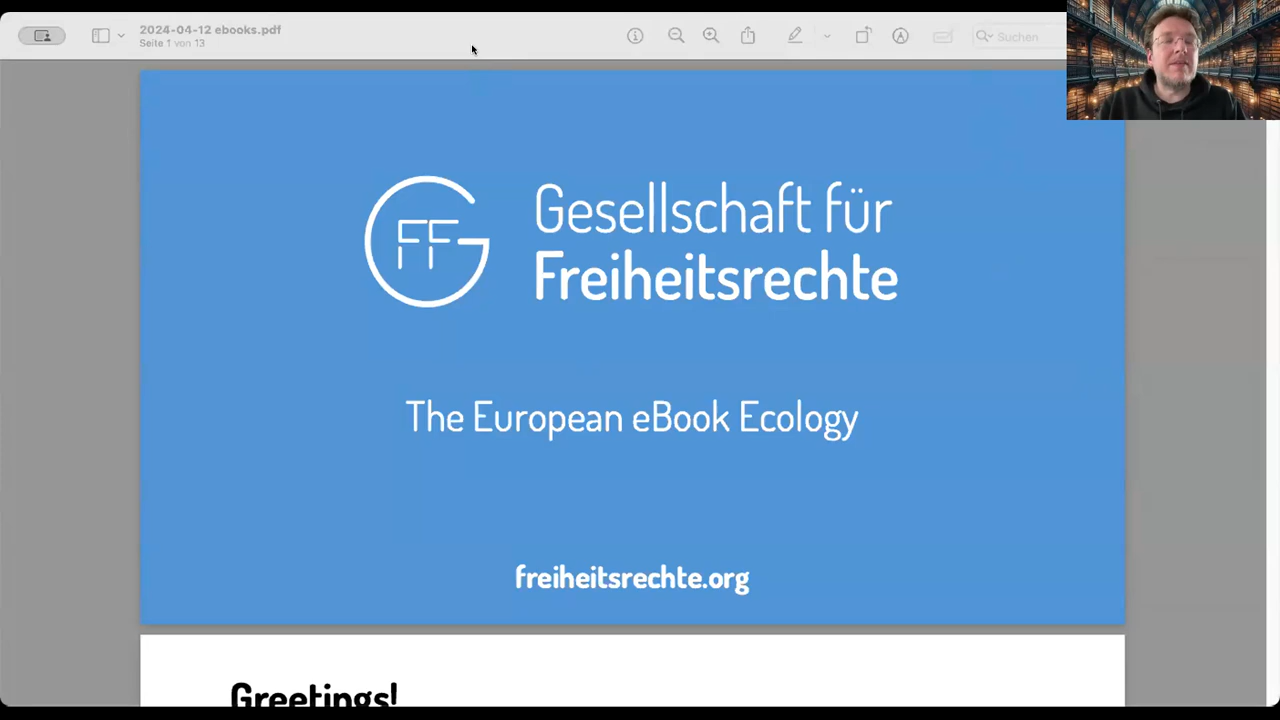 2024-04-12 ebooks.pdf
Seite 1 von 13
Suchen
GFF
Gesellschaft für
Freiheitsrechte
The European eBook Ecology
freiheitsrechte.org
Greetings!